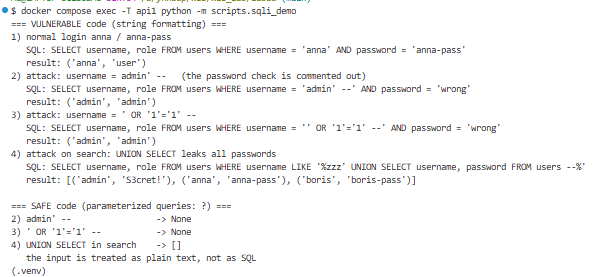 $ docker compose exec -T api1 python -m scripts.sqli_demo
=== VULNERABLE code (string formatting) ===
1) normal login anna / anna-pass
SQL: SELECT username, role FROM users WHERE username = 'anna' AND password = 'anna-pass'
result: ('anna', 'user')
2) attack: username = admin' -- (the password check is commented out)
SQL: SELECT username, role FROM users WHERE username = 'admin' --' AND password = 'wrong'
result: ('admin', 'admin')
3) attack: username = ' OR '1'='1' --
SQL: SELECT username, role FROM users WHERE username = '' OR '1'='1' --' AND password = 'wrong'
result: ('admin', 'admin')
4) attack on search: UNION SELECT leaks all passwords
SQL: SELECT username, role FROM users WHERE username LIKE '%zzz' UNION SELECT username, password FROM users --%'
result: [('admin', 'S3cret!'), ('anna', 'anna-pass'), ('boris', 'boris-pass')]
=== SAFE code (parameterized queries: ?) ===
2) admin' -- -> None
3) ' OR '1'='1' -- -> None
4) UNION SELECT in search -> []
the input is treated as plain text, not as SQL
(.venv)